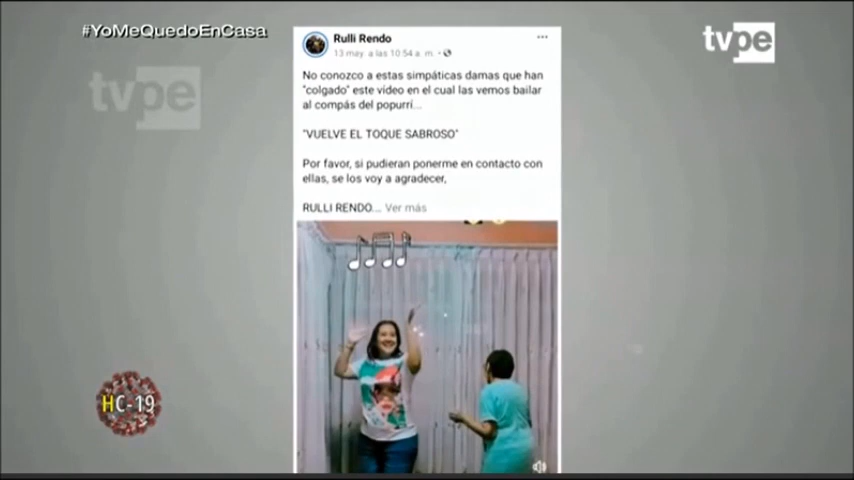 #YoMeQuedoEnCasa
tvpe
tvpe
Rulli Rendo
13 may a las 10:54 a. m.
No conozco a estas simpáticas damas que han
"colgado" este vídeo en el cual las vemos bailar
al compás del popurrí...
"VUELVE EL TOQUE SABROSO"
Por favor, si pudieran ponerme en contacto con
ellas, se los voy a agradecer,
RULLI RENDO... Ver más
HC-19